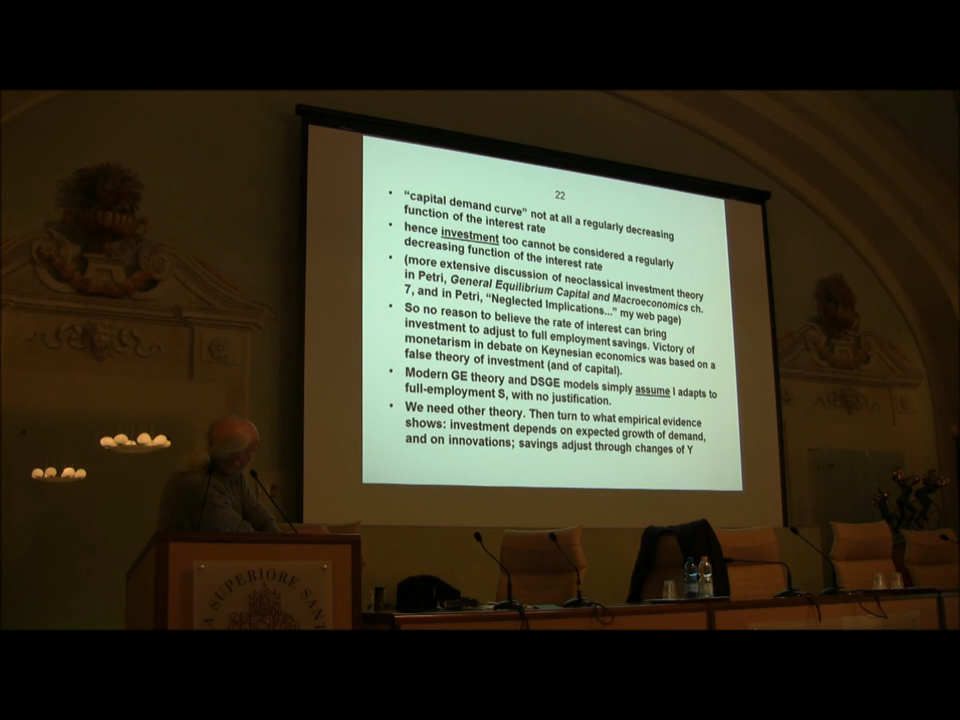 22
• “capital demand curve” not at all a regularly decreasing
function of the interest rate
• hence investment too cannot be considered a regularly
decreasing function of the interest rate
• (more extensive discussion of neoclassical investment theory
in Petri, General Equilibrium Capital and Macroeconomics ch.
7, and in Petri, “Neglected Implications...” my web page)
• So no reason to believe the rate of interest can bring
investment to adjust to full employment savings. Victory of
monetarism in debate on Keynesian economics was based on a
false theory of investment (and of capital).
• Modern GE theory and DSGE models simply assume I adapts to
full-employment S, with no justification.
• We need other theory. Then turn to what empirical evidence
shows: investment depends on expected growth of demand,
and on innovations; savings adjust through changes of Y
A SUPERIORE SANT